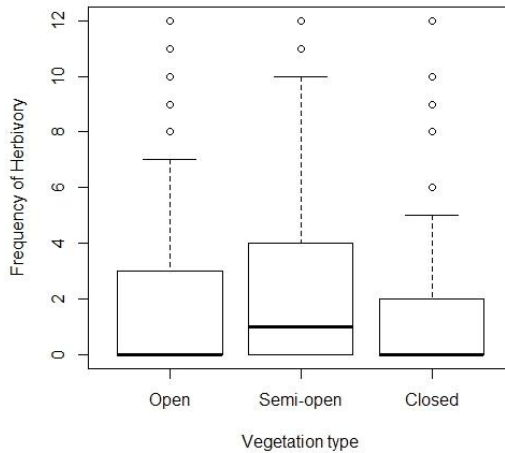 12
10
8
6
4
2
0
Frequency of Herbivory
Open Semi-open Closed
Vegetation type